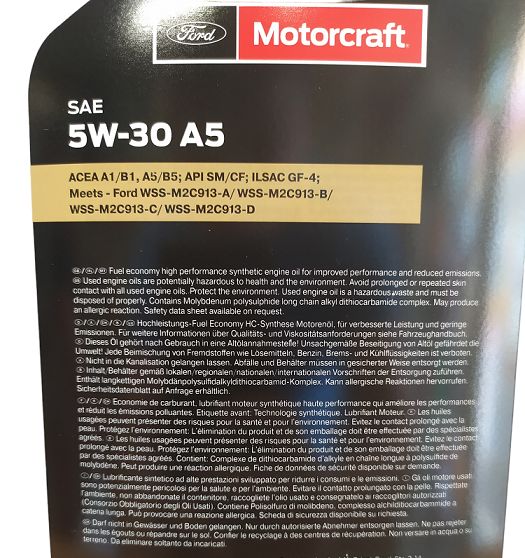 Ford Motorcraft
SAE
5W-30 A5
ACEA A1/B1, A5/B5; API SM/CF; ILSAC GF-4;
Meets - Ford WSS-M2C913-A/ WSS-M2C913-B/
WSS-M2C913-C/ WSS-M2C913-D
Fuel economy high performance synthetic engine oil for improved performance and reduced emissions.
Used engine oils are potentially hazardous to health and the environment. Avoid prolonged or repeated skin
contact with all used engine oils. Protect the environment. Used engine oil is a hazardous waste and must be
disposed of properly. Contains Molybdenum polysulphide long chain alkyl dithiocarbamide complex. May produce
an allergic reaction. Safety data sheet available on request.
Hochleistungs-Fuel Economy HC-Synthese Motorenöl, für verbesserte Leistung und geringe
Emissionen. Für weitere Informationen über Qualitäts- und Viskositätsanforderungen siehe Fahrzeughandbuch.
Dieses Öl gehört nach Gebrauch in eine Altölannahmestelle! Unsachgemäße Beseitigung von Altöl gefährdet die
Umwelt! Jede Beimischung von Fremdstoffen wie Lösemitteln, Benzin, Brems- und Kühlflüssigkeiten ist verboten.
Nicht in die Kanalisation gelangen lassen. Abfälle und Behälter müssen in gesicherter Weise entsorgt werden.
Inhalt/Behälter gemäß lokalen/regionalen/nationalen/internationalen Vorschriften der Entsorgung zuführen.
Enthält langkettigen Molybdänpolysulfidalkyldithiocarbamid-Komplex. Kann allergische Reaktionen hervorrufen.
Sicherheitsdatenblatt auf Anfrage erhältlich.
Economie de carburant, lubrifiant moteur synthétique haute performance qui améliore les performances
et réduit les émissions polluantes. Etiquette avant: Technologie synthétique. Lubrifiant Moteur. Les huiles
usagées peuvent présenter des risques pour la santé et pour l'environnement. Evitez le contact prolongé avec la
peau. Protégez l'environnement: L'élimination du produit et de son emballage doit être effectuée par des spécialistes
agréés. Les huiles usagées peuvent présenter des risques pour la santé et pour l'environnement. Evitez le contact
prolongé avec la peau. Protégez l'environnement: L'élimination du produit et de son emballage doit être effectuée
par des spécialistes agréés. Contient: Complexe de dithiocarbamide d'alkyle en chaîne longue à polysulfure de
molybdène. Peut produire une réaction allergique. Fiche de données de sécurité disponible sur demande.
Lubrificante sintetico ad alte prestazioni sviluppato per ridurre i consumi e le emissioni. Gli oli motore usati
sono potenzialmente pericolosi per la salute e per l'ambiente. Evitare il contatto prolungato con la pelle. Rispettate
l'ambiente, non abbandonate il contenitore, raccogliete l'olio usato e consegnatelo ai raccoglitori autorizzati
(Consorzio Obbligatorio degli Oli Usati). Contiene Polisolfuro di molibdeno, complesso alchilditiocarbammide a
catena lunga. Può provocare una reazione allergica. Scheda di sicurezza disponibile su richiesta.
Darf nicht in Gewässer und Boden gelangen. Nur durch autorisierte Abnehmer entsorgen lassen. Ne pas rejeter
dans les égouts ou répandre sur le sol. Confier le recyclage à des centres de récupération. Non versare in acqua o su
terreno. Da eliminare soltanto da incaricati.